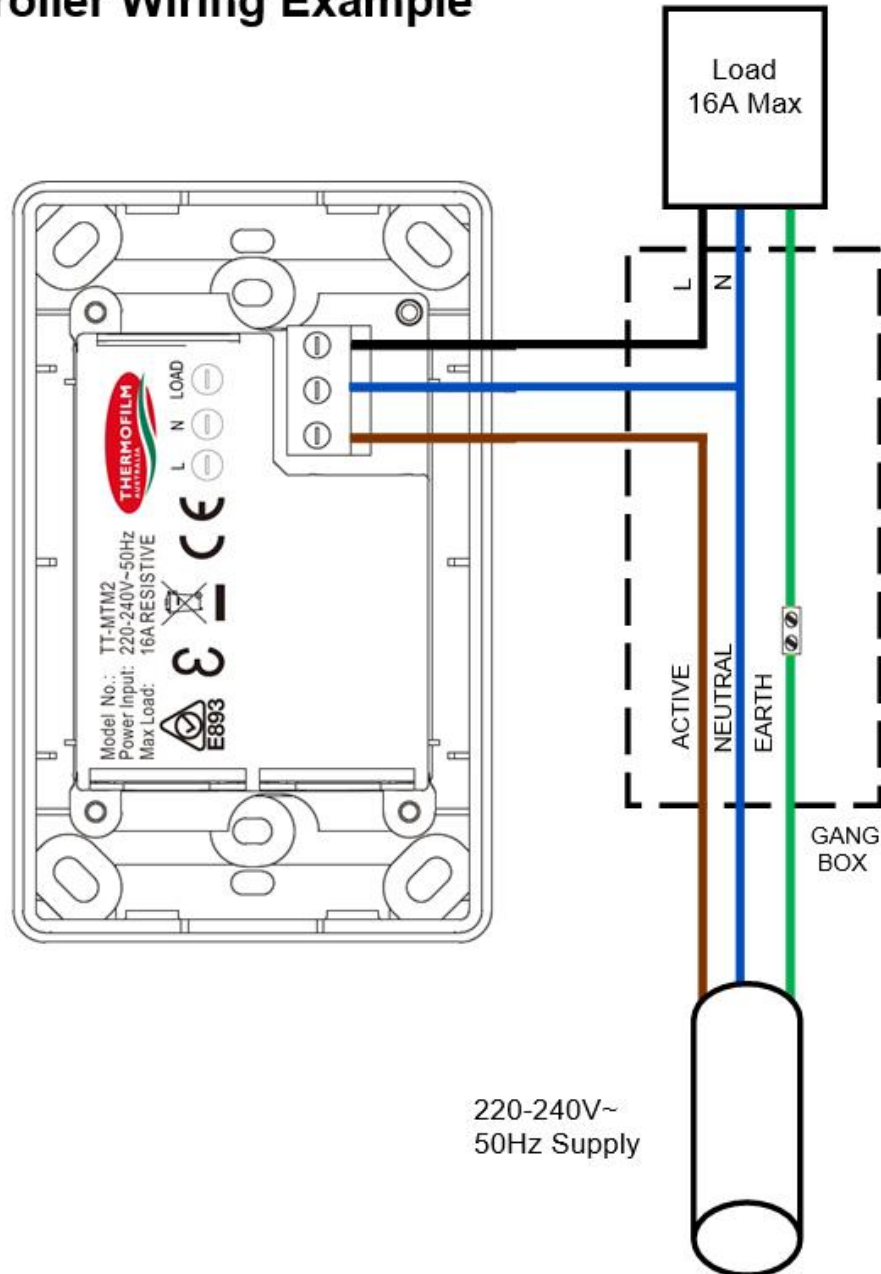 roller Wiring Example
Load
16A Max
L
N
LOAD
N
L
THERMOFILM
AUSTRALIA
CE
Model No.: TT-MTM2
Power Input: 220-240V~50Hz
Max Load: 16A RESISTIVE
E893
ACTIVE
NEUTRAL
EARTH
GANG
BOX
220-240V~
50Hz Supply